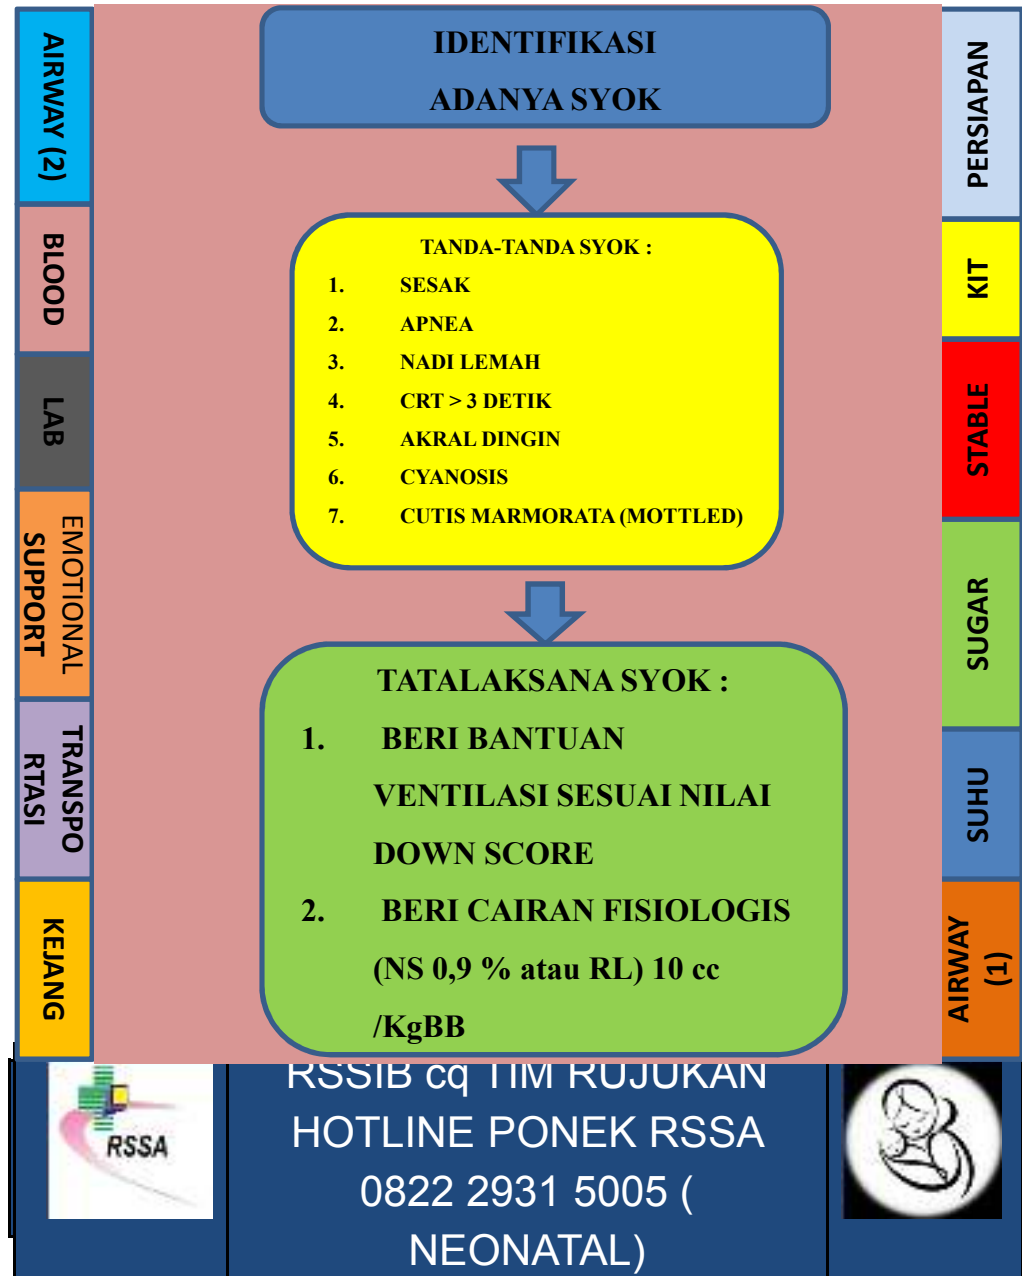 IDENTIFIKASI
ADANYA SYOK
TANDA-TANDA SYOK :
1. SESAK
2. APNEA
3. NADI LEMAH
4. CRT > 3 DETIK
5. AKRAL DINGIN
6. CYANOSIS
7. CUTIS MARMORATA (MOTTLED)
TATALAKSANA SYOK :
1. BERI BANTUAN
VENTILASI SESUAI NILAI
DOWN SCORE
2. BERI CAIRAN FISIOLOGIS
(NS 0,9 % atau RL) 10 cc
/KgBB
AIRWAY (2)
BLOOD
LAB
EMOTIONAL
SUPPORT
TRANSPO
RTASI
KEJANG
PERSIAPAN
KIT
STABLE
SUGAR
SUHU
AIRWAY
(1)
RSSA
RSSIB cq TIM RUJUKAN
HOTLINE PONEK RSSA
0822 2931 5005 (
NEONATAL)